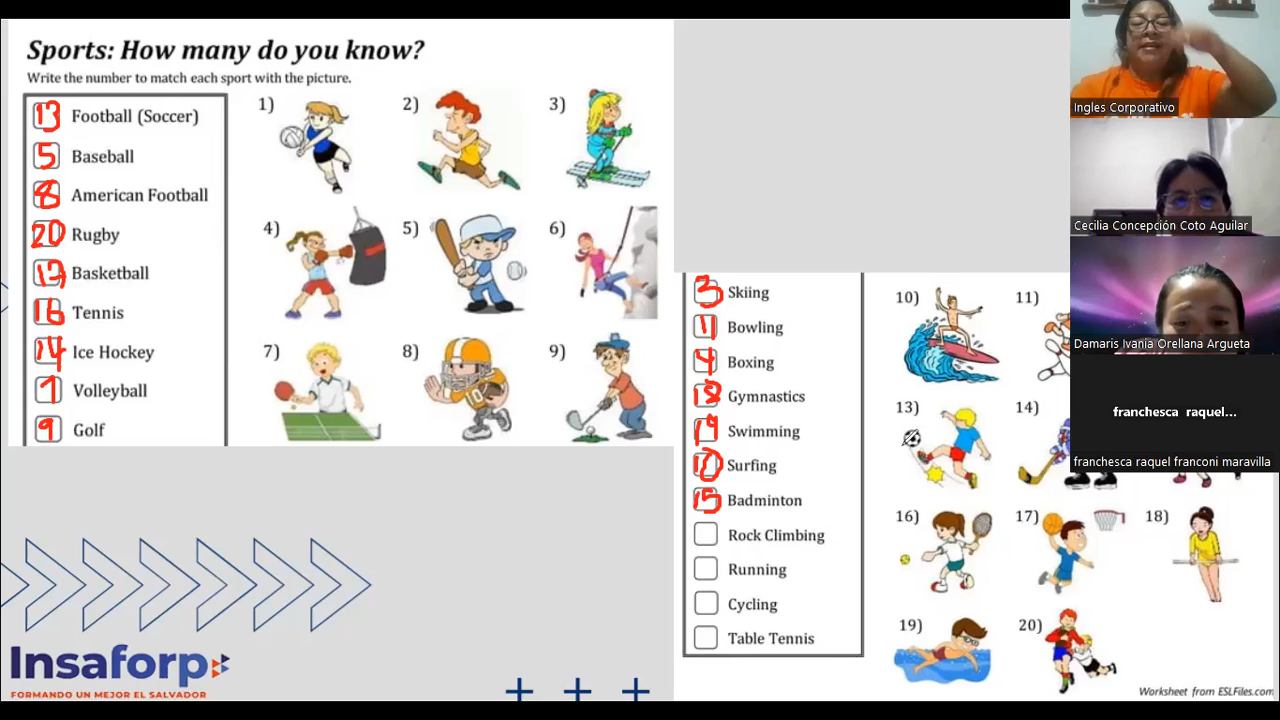 Sports: How many do you know?
Write the number to match each sport with the picture.
13 Football (Soccer)
5 Baseball
8 American Football
20 Rugby
Basketball
16 Tennis
14 Ice Hockey
1 Volleyball
9 Golf
1) 2) 3)
4) 5) 6)
7) 8) 9)
3 Skiing
11 Bowling
4 Boxing
18 Gymnastics
19 Swimming
10 Surfing
15 Badminton
Rock Climbing
Running
Cycling
Table Tennis
10) 11)
13) 14)
16) 17) 18)
19) 20)
Worksheet from ESLFiles.com
Insaforp
FORMANDO UN MEJOR EL SALVADOR
Ingles Corporativo
Cecilia Concepción Coto Aguilar
Damaris Ivania Orellana Argueta
franchesca raquel...
franchesca raquel franconi maravilla